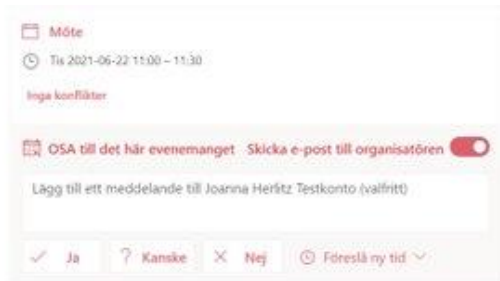 Möte
Tis 2021-06-22 11:00 – 11:30
Inga konflikter
OSA till det här evenemanget Skicka e-post till organisatören
Lägg till ett meddelande till Joanna Herlitz Testkonto (valfritt)
Ja ? Kanske Nej Föreslå ny tid